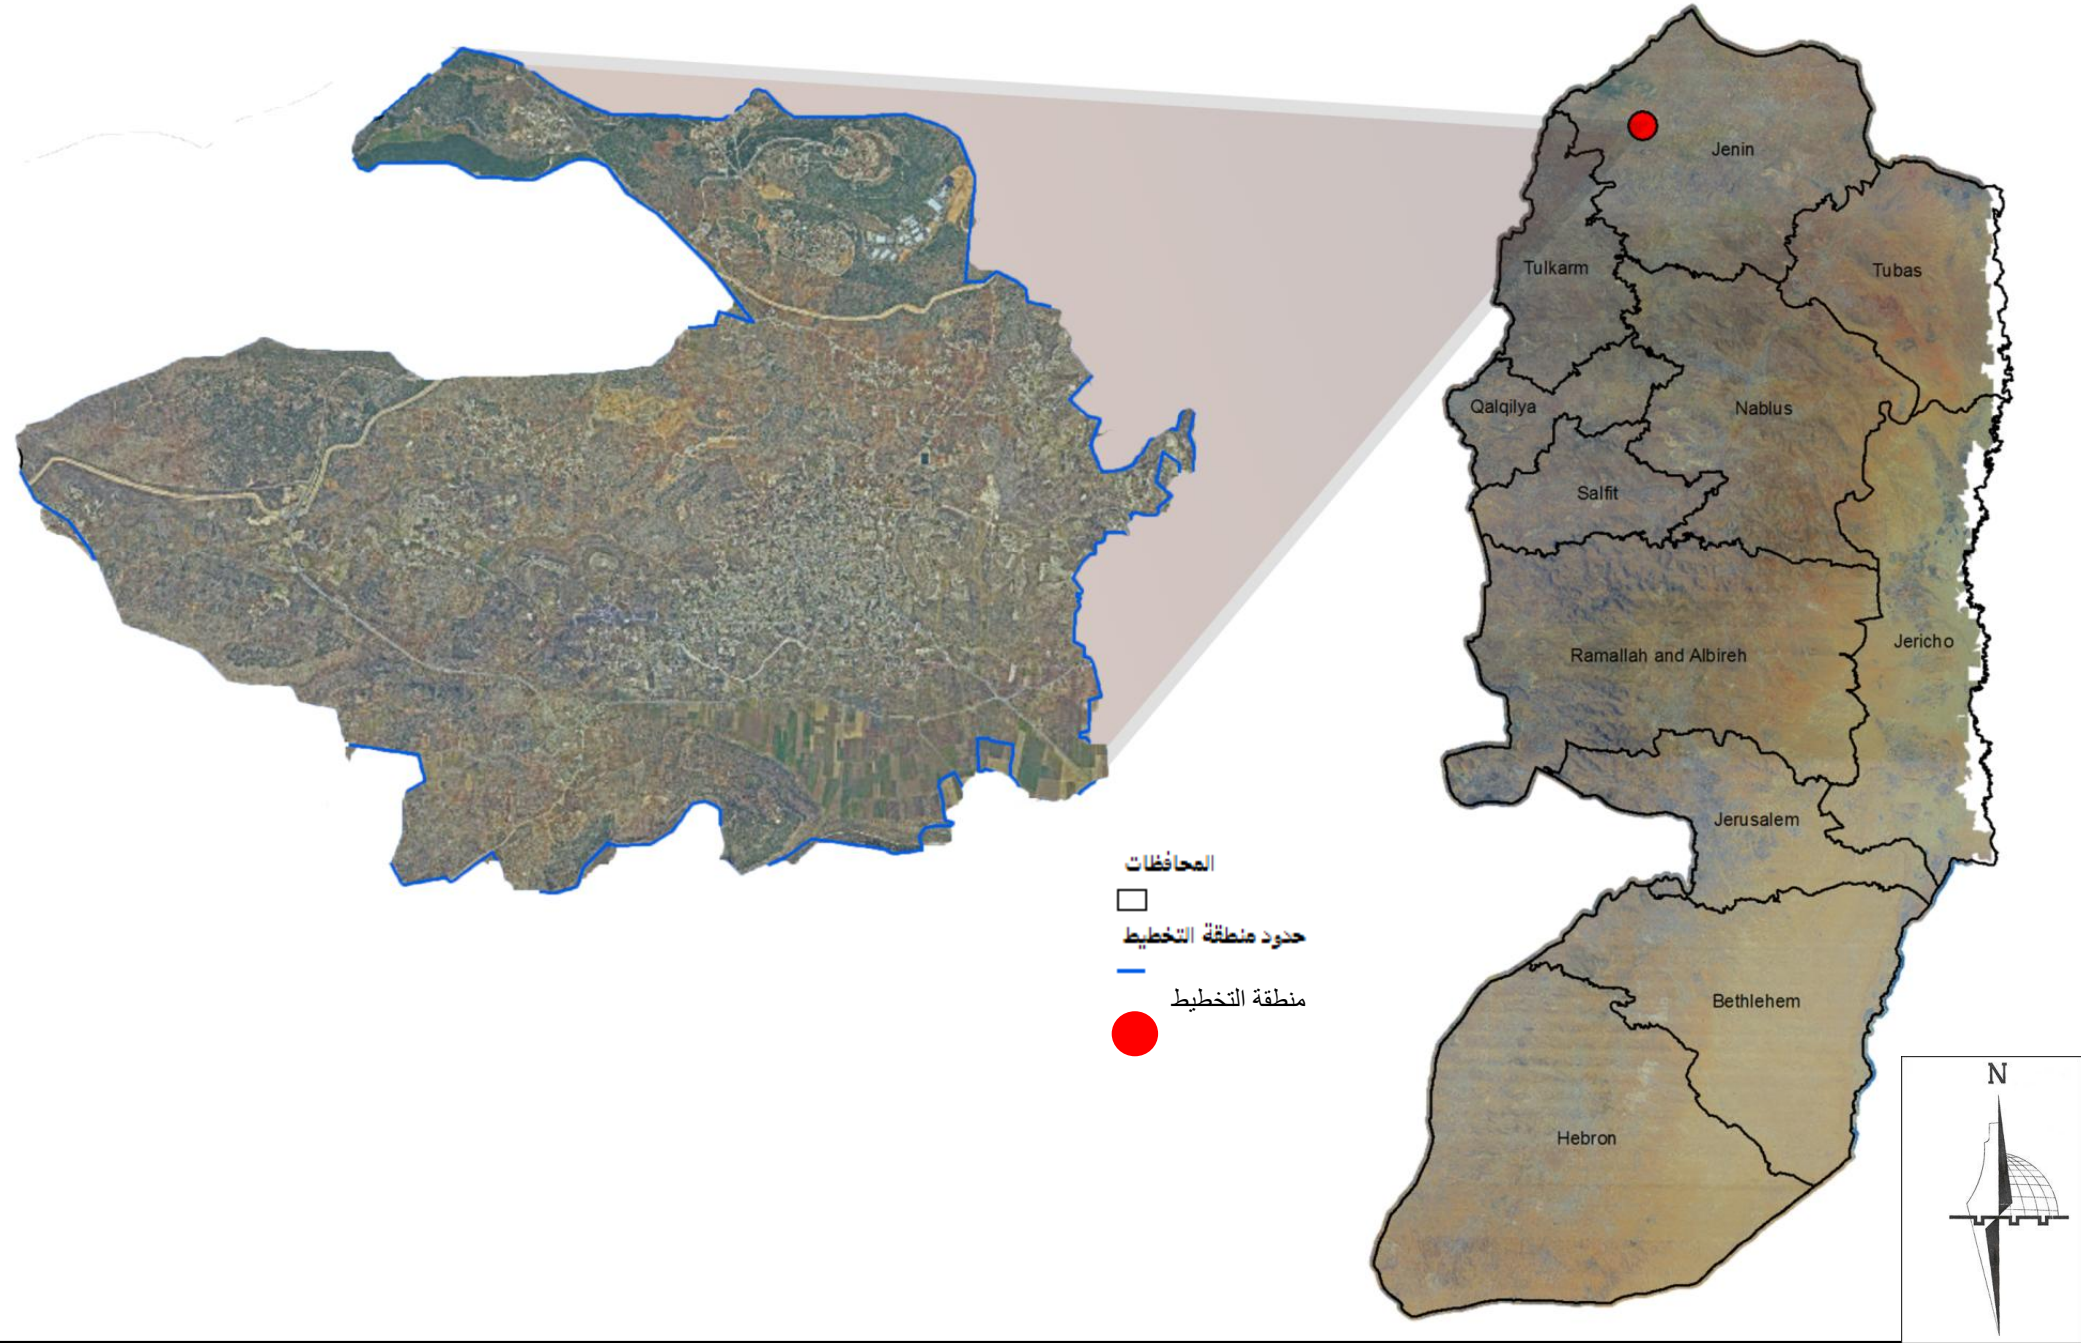 Jenin
Tulkarm
Tubas
Qalqilya
Nablus
Salfit
Jericho
Ramallah and Albireh
Jerusalem
المحافظات
حدود منطقة التخطيط
منطقة التخطيط
Bethlehem
Hebron
N